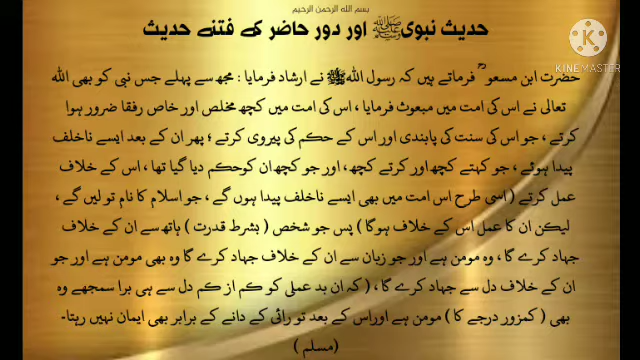 بسم الله الرحمن الرحیم
حدیث نبویﷺ اور دور حاضر کے فتنے حدیث
KINEMASTER
حضرت ابن مسعودؓ فرماتے ہیں کہ رسول اللہﷺ نے ارشاد فرمایا : مجھ سے پہلے جس نبی کو بھی اللہ
تعالی نے اس کی امت میں مبعوث فرمایا ، اس کی امت میں کچھ مخلص اور خاص رفقا ضرور ہوا
کرتے ، جو اس کی سنت کی پابندی اور اس کے حکم کی پیروی کرتے ؛ پھر ان کے بعد ایسے ناخلف
پیدا ہوئے ، جو کہتے کچھ اور کرتے کچھ ، اور جو کچھ ان کو حکم دیا گیا تھا ، اس کے خلاف
عمل کرتے ( اسی طرح اس امت میں بھی ایسے ناخلف پیدا ہوں گے ، جو اسلام کا نام تو لیں گے ،
لیکن ان کا عمل اس کے خلاف ہوگا ) پس جو شخص ( بشرط قدرت ) ہاتھ سے ان کے خلاف
جہاد کرے گا ، وہ مومن ہے اور جو زبان سے ان کے خلاف جہاد کرے گا وہ بھی مومن ہے اور جو
ان کے خلاف دل سے جہاد کرے گا ، ( کہ ان بد عملی کو کم از کم دل سے ہی برا سمجھے وہ
بھی ( کمزور درجے کا ) مومن ہے اور اس کے بعد تو رائی کے دانے کے برابر بھی ایمان نہیں رہتا۔
(مسلم )